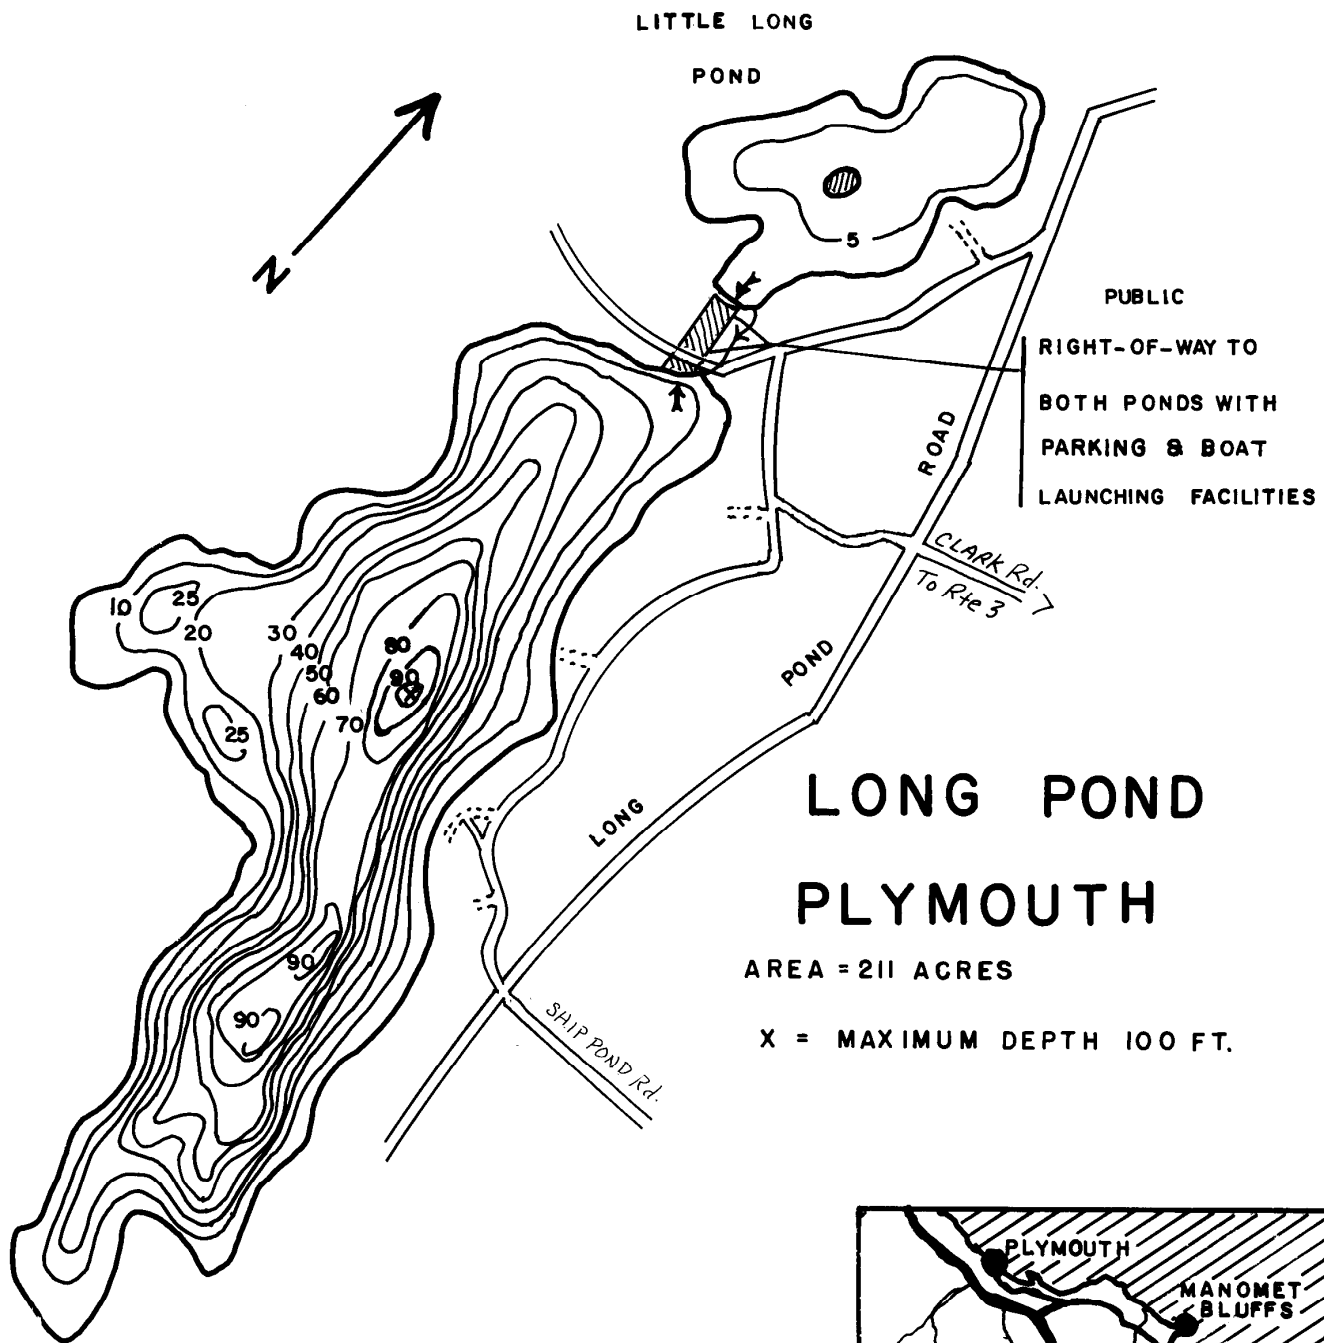 LITTLE LONG
POND
N
5
PUBLIC
RIGHT-OF-WAY TO
BOTH PONDS WITH
PARKING & BOAT
LAUNCHING FACILITIES
ROAD
POND
LONG
CLARK Rd.
To Rte 3
10
25
20
30
40
50
60
70
80
90
X
25
90
90
SHIP POND Rd.
LONG POND
PLYMOUTH
AREA = 211 ACRES
X = MAXIMUM DEPTH 100 FT.
PLYMOUTH
MANOMET
BLUFFS